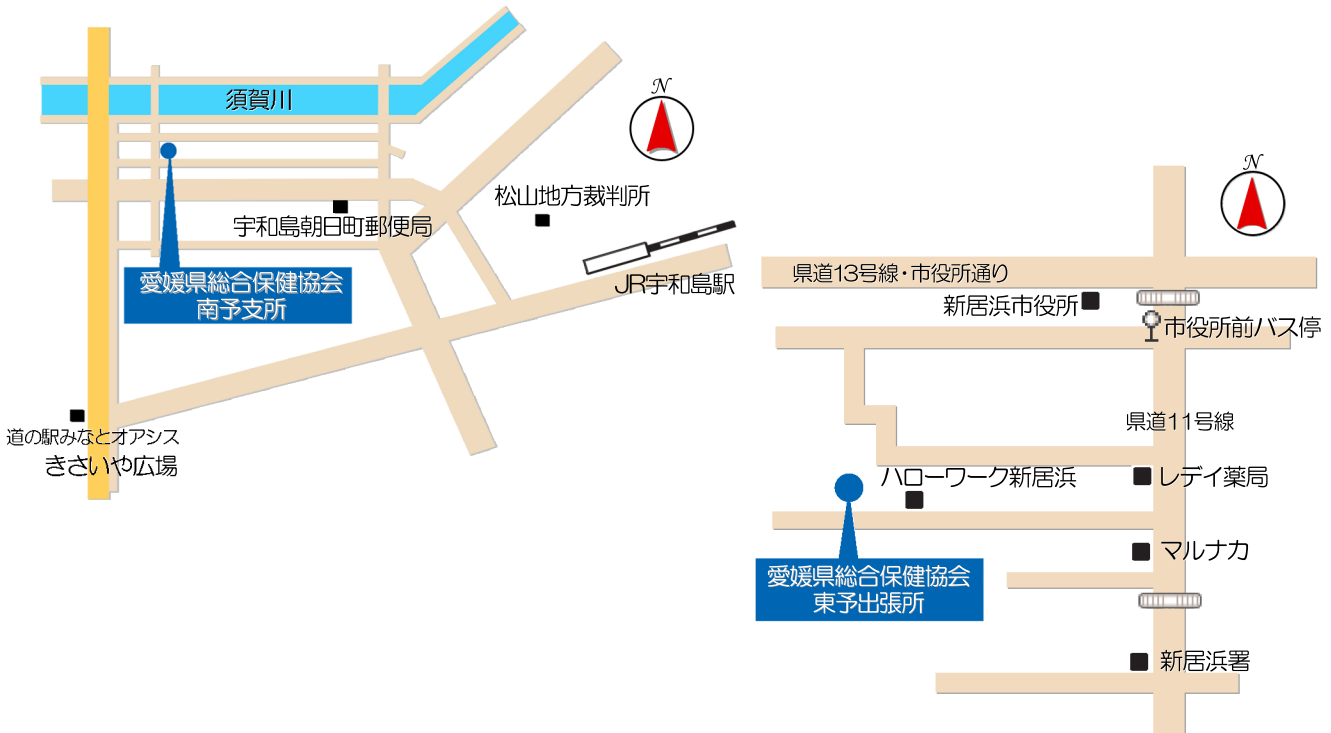 須賀川
N
松山地方裁判所
宇和島朝日町郵便局
愛媛県総合保健協会
南予支所
JR宇和島駅
道の駅みなとオアシス
きさいや広場
N
県道13号線・市役所通り
新居浜市役所
市役所前バス停
県道11号線
ハローワーク新居浜
レデイ薬局
マルナカ
愛媛県総合保健協会
東予出張所
新居浜署